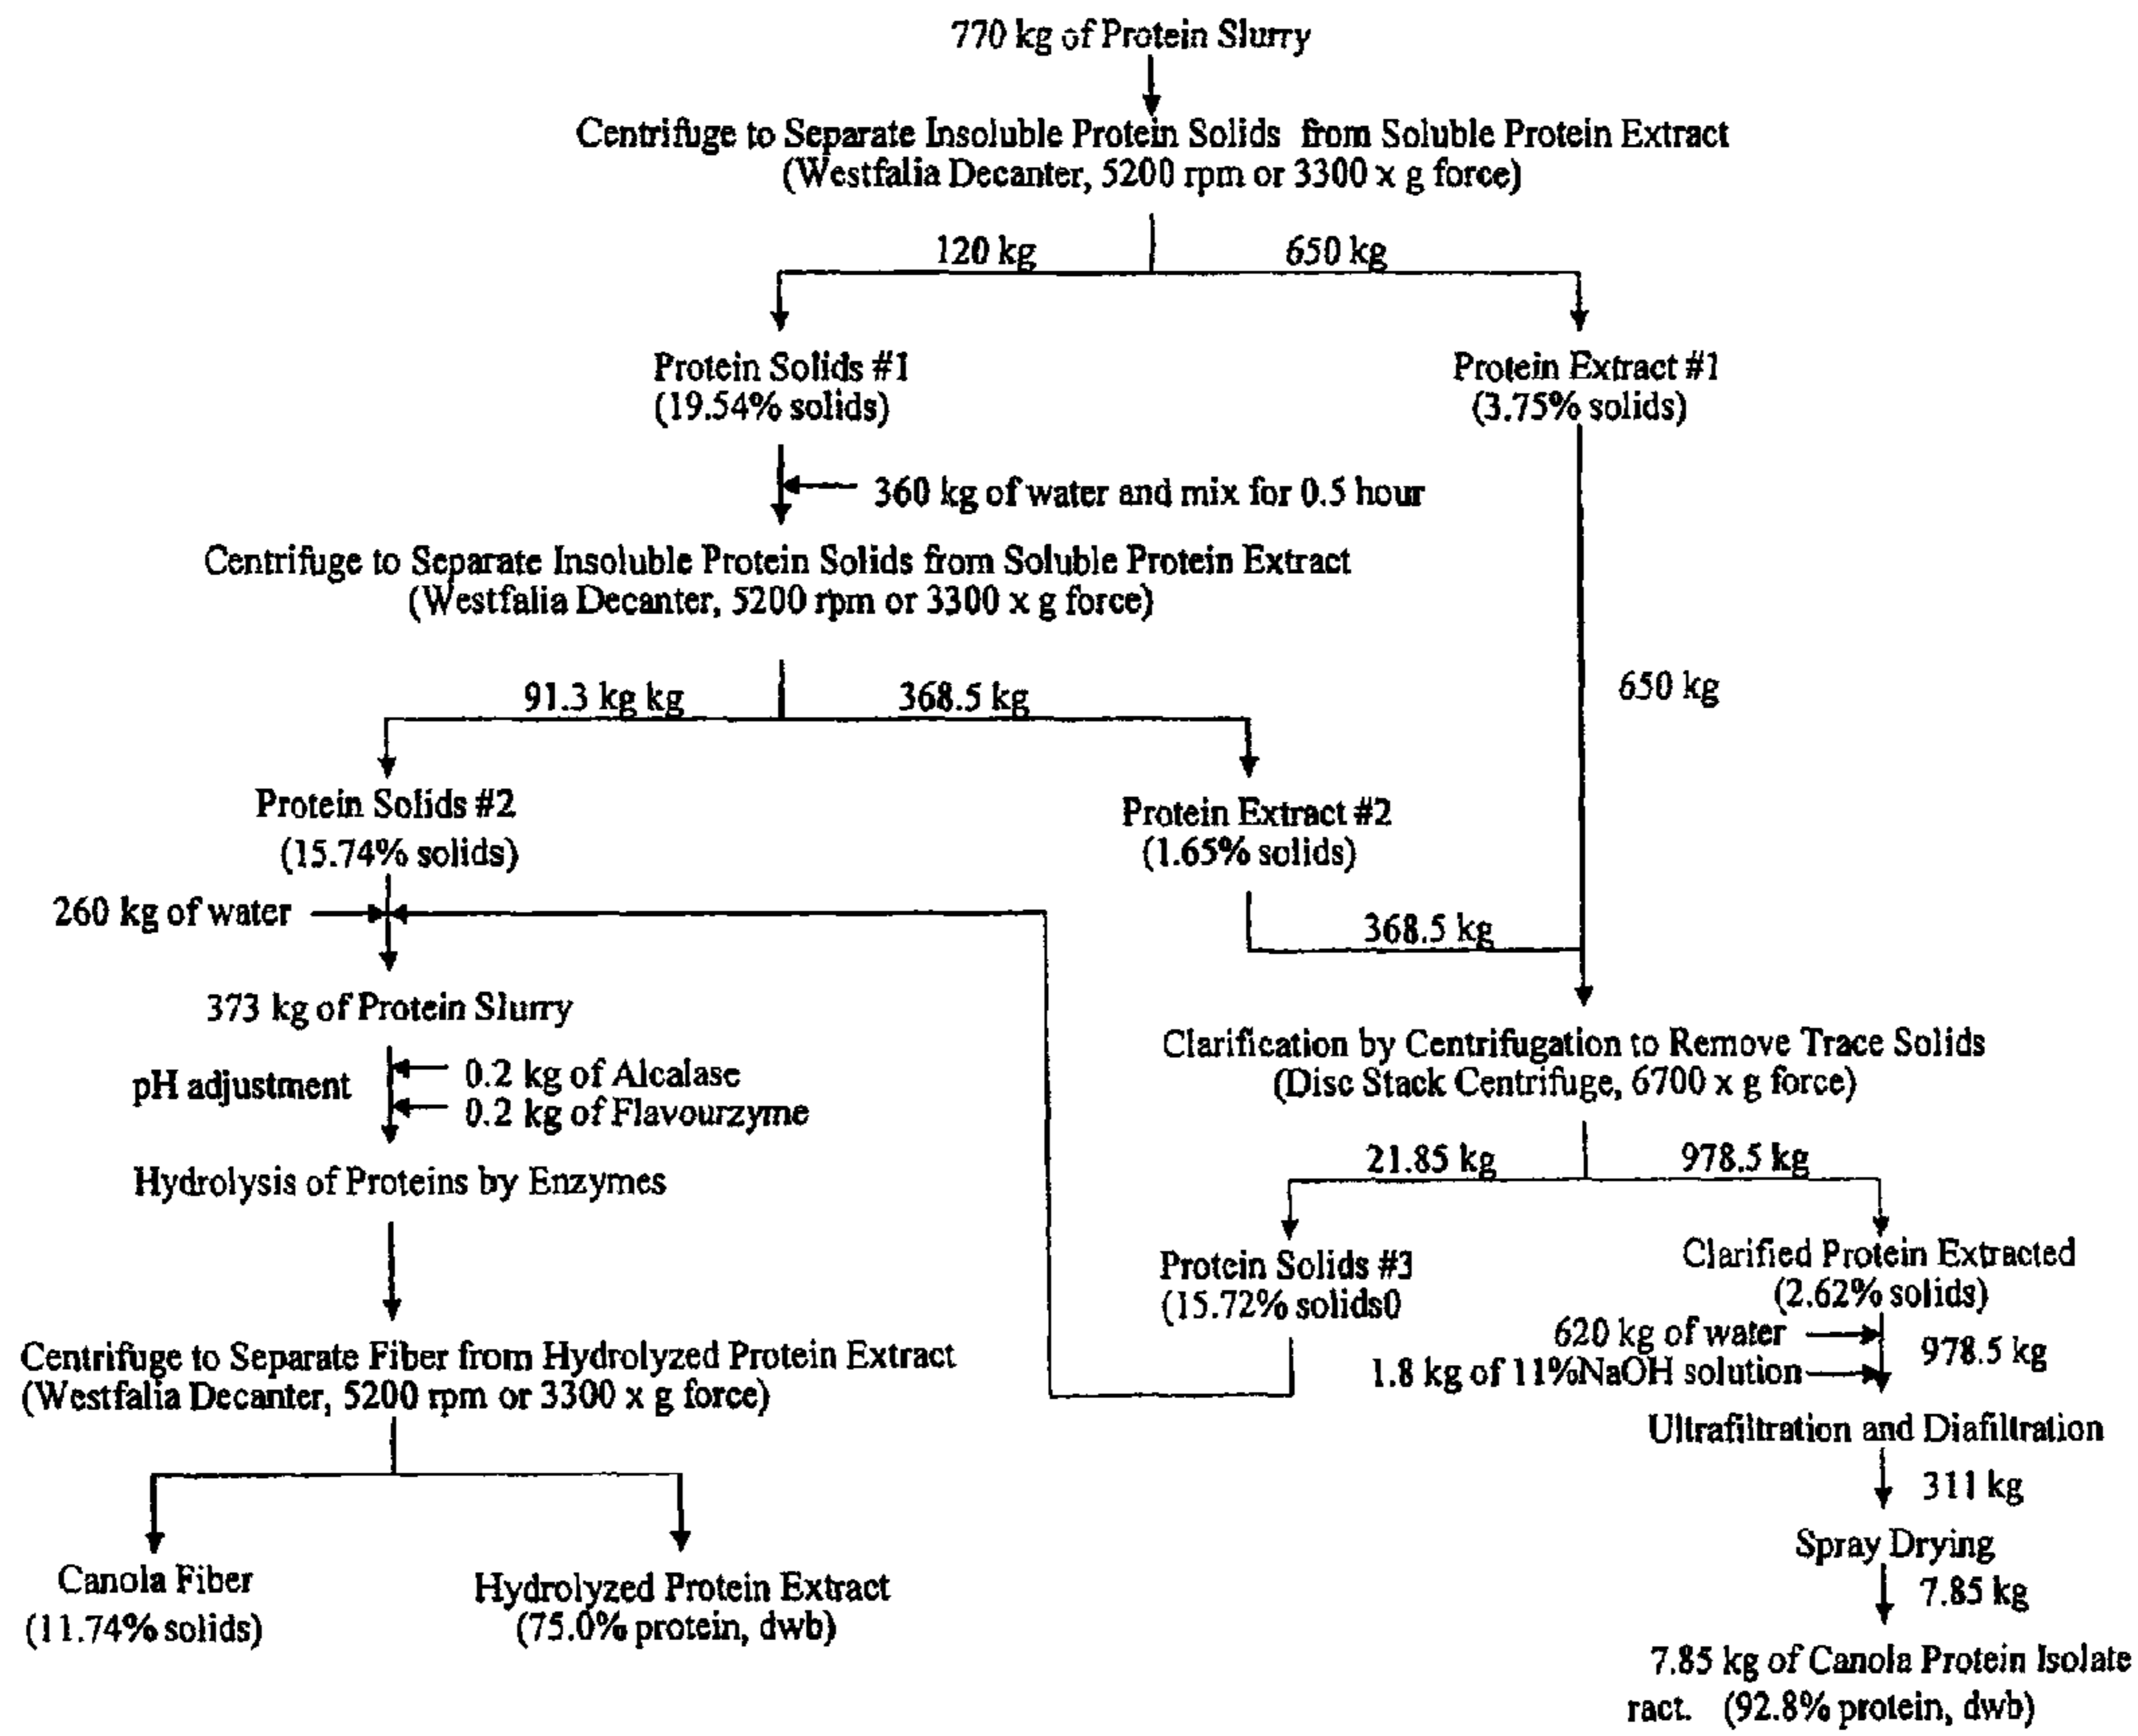 770 kg of Protein Slurry
Centrifuge to Separate Insoluble Protein Solids from Soluble Protein Extract
(Westfalia Decanter, 5200 rpm or 3300 x g force)
120 kg
650 kg
Protein Solids #1
(19.54% solids)
Protein Extract #1
(3.75% solids)
360 kg of water and mix for 0.5 hour
Centrifuge to Separate Insoluble Protein Solids from Soluble Protein Extract
(Westfalia Decanter, 5200 rpm or 3300 x g force)
650 kg
91.3 kg kg
368.5 kg
Protein Solids #2
(15.74% solids)
Protein Extract #2
(1.65% solids)
260 kg of water
368.5 kg
373 kg of Protein Slurry
pH adjustment
0.2 kg of Alcalase
0.2 kg of Flavourzyme
Hydrolysis of Proteins by Enzymes
Clarification by Centrifugation to Remove Trace Solids
(Disc Stack Centrifuge, 6700 x g force)
21.85 kg
978.5 kg
Protein Solids #3
(15.72% solids0
Clarified Protein Extracted
(2.62% solids)
620 kg of water
1.8 kg of 11%NaOH solution
978.5 kg
Centrifuge to Separate Fiber from Hydrolyzed Protein Extract
(Westfalia Decanter, 5200 rpm or 3300 x g force)
Ultrafiltration and Diafiltration
311 kg
Spray Drying
7.85 kg
Canola Fiber
(11.74% solids)
Hydrolyzed Protein Extract
(75.0% protein, dwb)
7.85 kg of Canola Protein Isolate
ract. (92.8% protein, dwb)